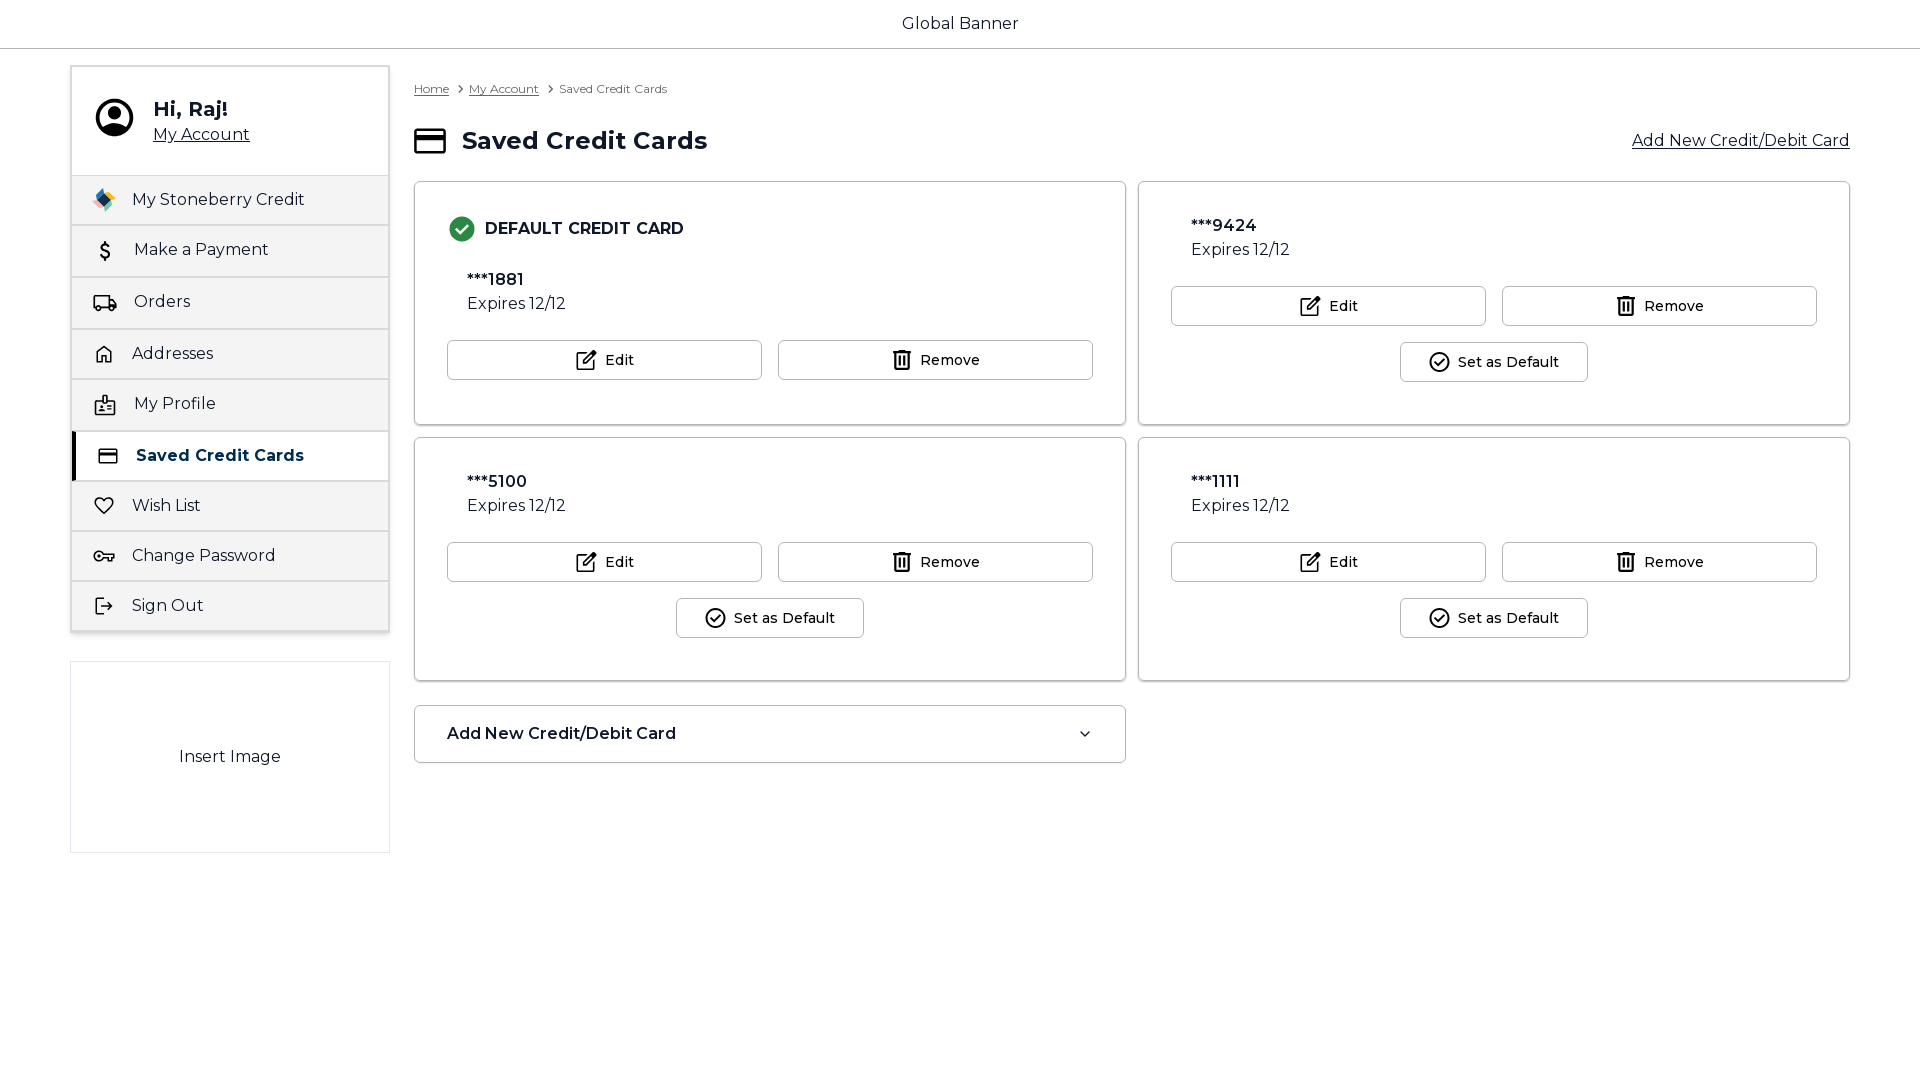 Global Banner
Hi, Raj!
My Account
My Stoneberry Credit
Make a Payment
Orders
Addresses
My Profile
Saved Credit Cards
Wish List
Change Password
Sign Out
Insert Image
Home
My Account
Saved Credit Cards
Saved Credit Cards
Add New Credit/Debit Card
DEFAULT CREDIT CARD
***1881
Expires 12/12
Edit
Remove
***9424
Expires 12/12
Edit
Remove
Set as Default
***5100
Expires 12/12
Edit
Remove
Set as Default
***1111
Expires 12/12
Edit
Remove
Set as Default
Add New Credit/Debit Card